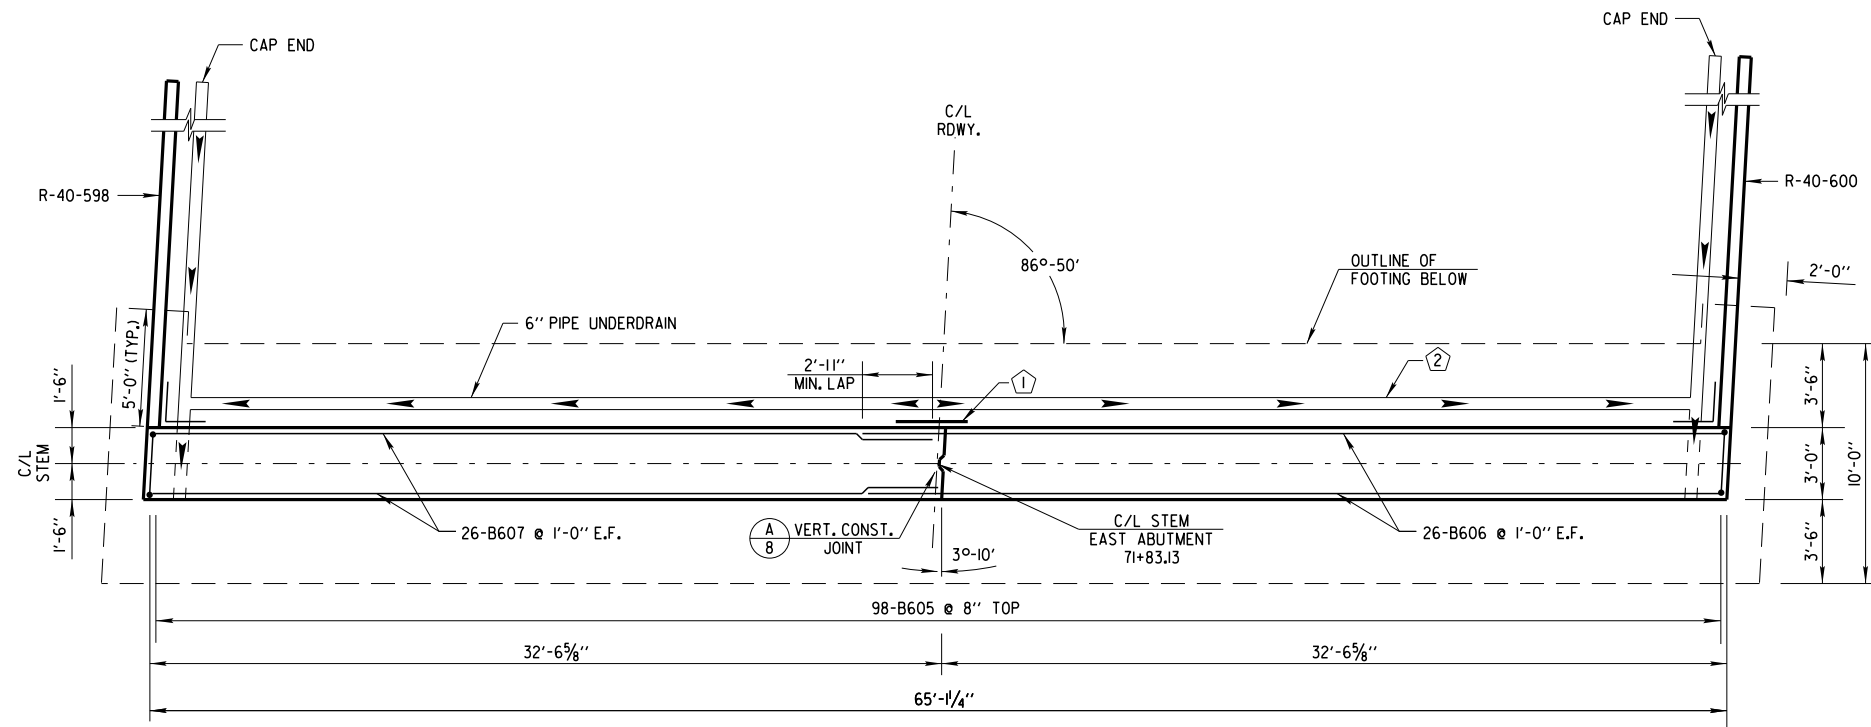 CAP END
CAP END
C/L
RDWY.
R-40-598
R-40-600
86°-50'
OUTLINE OF
FOOTING BELOW
2'-0''
6'' PIPE UNDERDRAIN
5'-0'' (TYP.)
1'-6''
2'-11''
MIN. LAP
1
2
3'-6''
C/L
STEM
3'-0''
10'-0''
1'-6''
26-B607 @ 1'-0'' E.F.
A
8
VERT. CONST.
JOINT
C/L STEM
EAST ABUTMENT
71+83.13
26-B606 @ 1'-0'' E.F.
3'-6''
3°-10'
98-B605 @ 8'' TOP
32'-6⅝''
32'-6⅝''
65'-1¼''